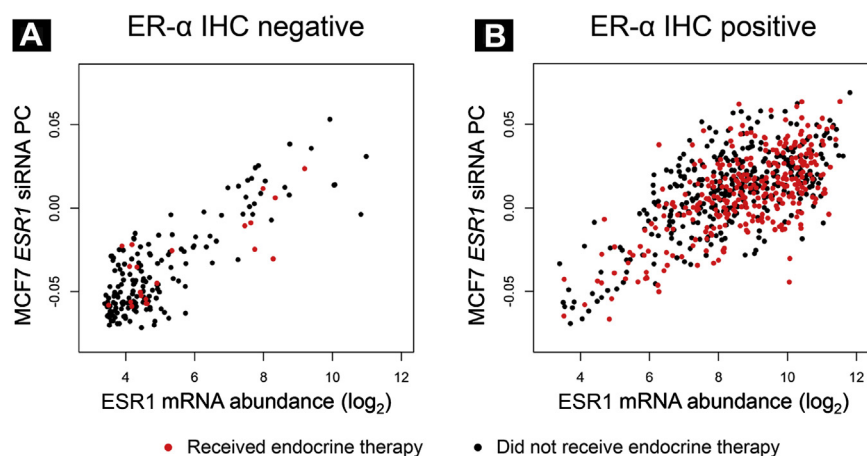 A ER-α IHC negative
MCF7 ESR1 siRNA PC
0.05
0.00
-0.05
4 6 8 10 12
ESR1 mRNA abundance (log2)
B ER-α IHC positive
MCF7 ESR1 siRNA PC
0.05
0.00
-0.05
4 6 8 10 12
ESR1 mRNA abundance (log2)
Received endocrine therapy
Did not receive endocrine therapy